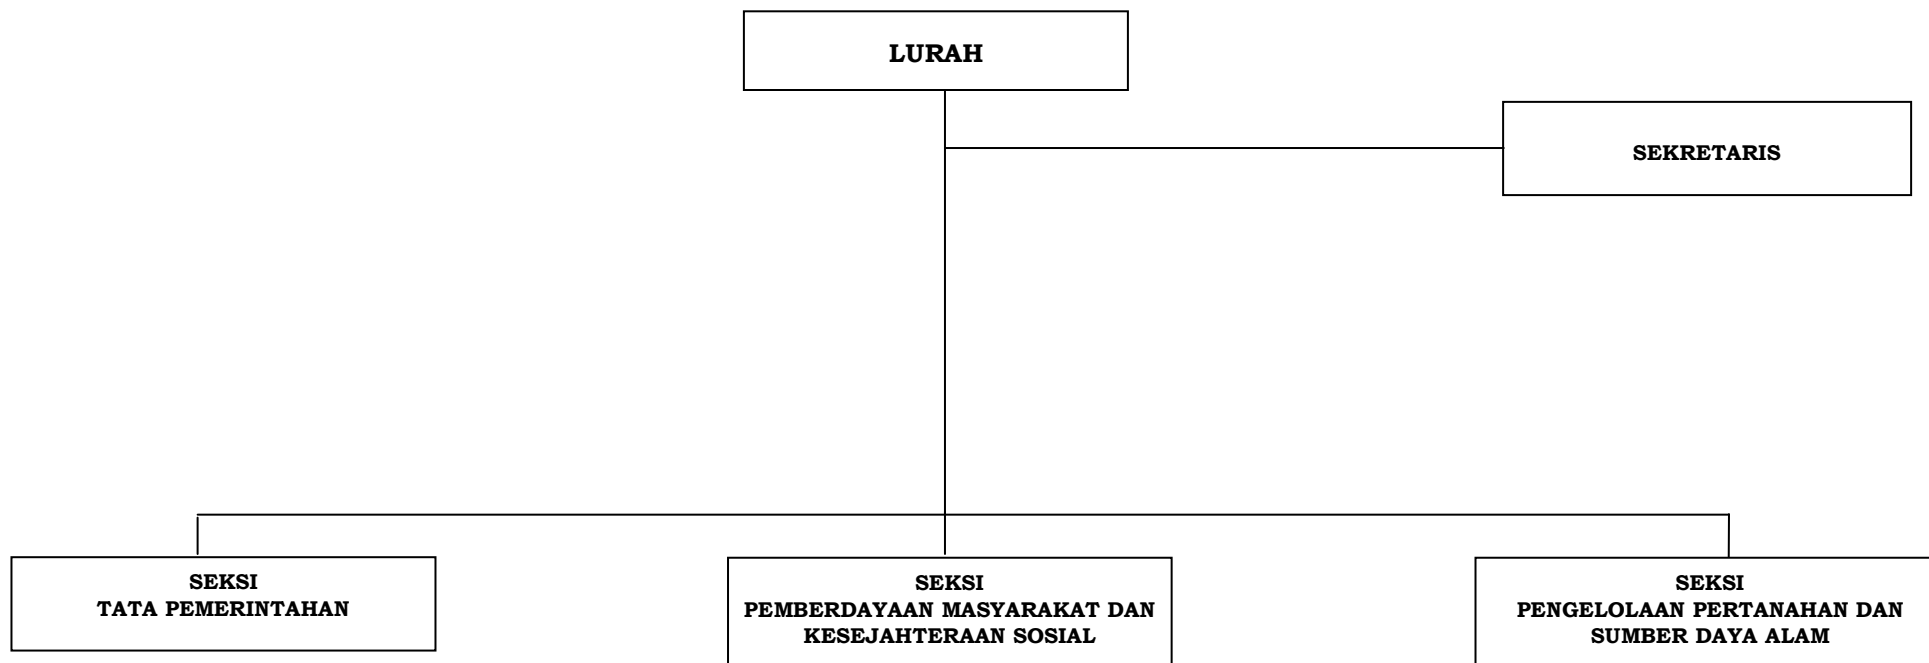 LURAH
SEKRETARIS
SEKSI
TATA PEMERINTAHAN
SEKSI
PEMBERDAYAAN MASYARAKAT DAN
KESEJAHTERAAN SOSIAL
SEKSI
PENGELOLAAN PERTANAHAN DAN
SUMBER DAYA ALAM